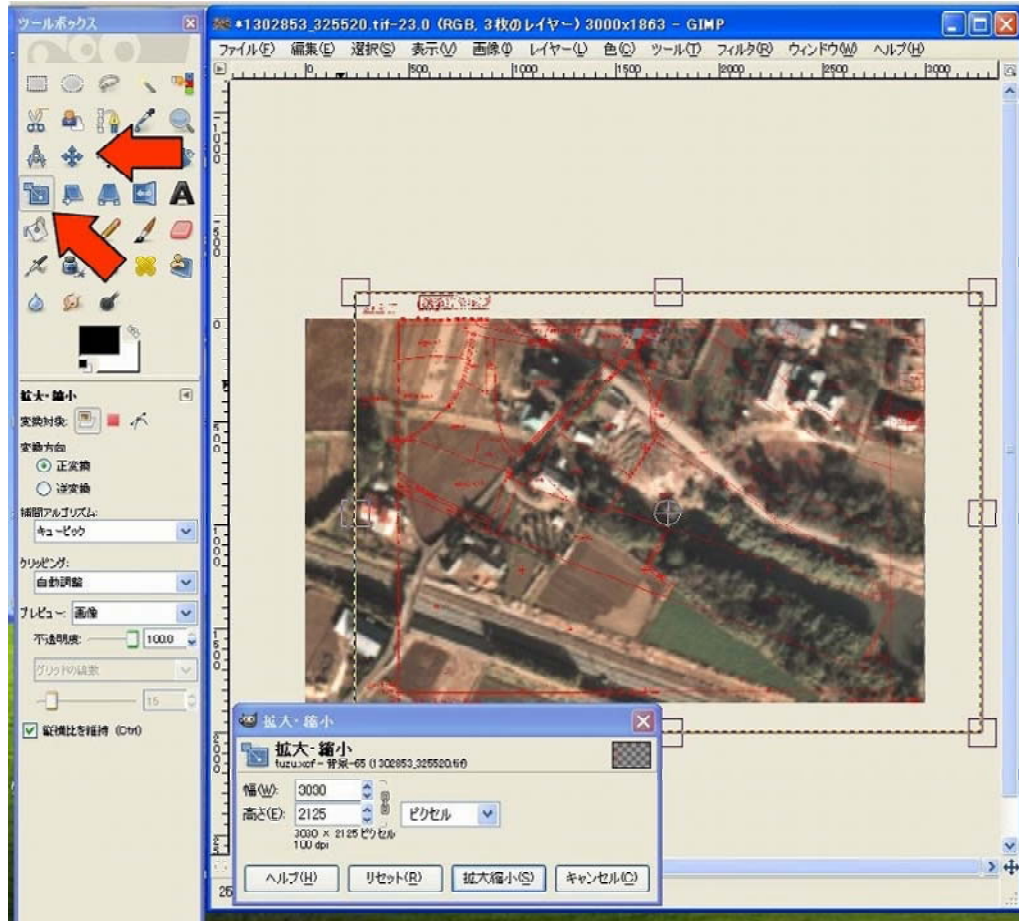 ツールボックス
*1302853_325520.tif-23.0 (RGB, 3枚のレイヤー) 3000x1863 – GIMP
ファイル(F) 編集(E) 選択(S) 表示(V) 画像(I) レイヤー(L) 色(C) ツール(T) フィルタ(R) ウィンドウ(W) ヘルプ(H)
0 500 1000 1500 2000 2500 3000
拡大・縮小
変換対象:
変換方向
正変換
逆変換
補間アルゴリズム:
キュービック
クリッピング:
自動調整
プレビュー: 画像
不透明度: 100.0
グリッドの線数
15
縦横比を維持 (Ctrl)
拡大・縮小
拡大・縮小
tuzu.xcf – 背景-65 (1302853_325520.tif)
幅(W): 3030
高さ(E): 2125 ピクセル
3030 × 2125 ピクセル
100 dpi
ヘルプ(H) リセット(R) 拡大縮小(S) キャンセル(C)